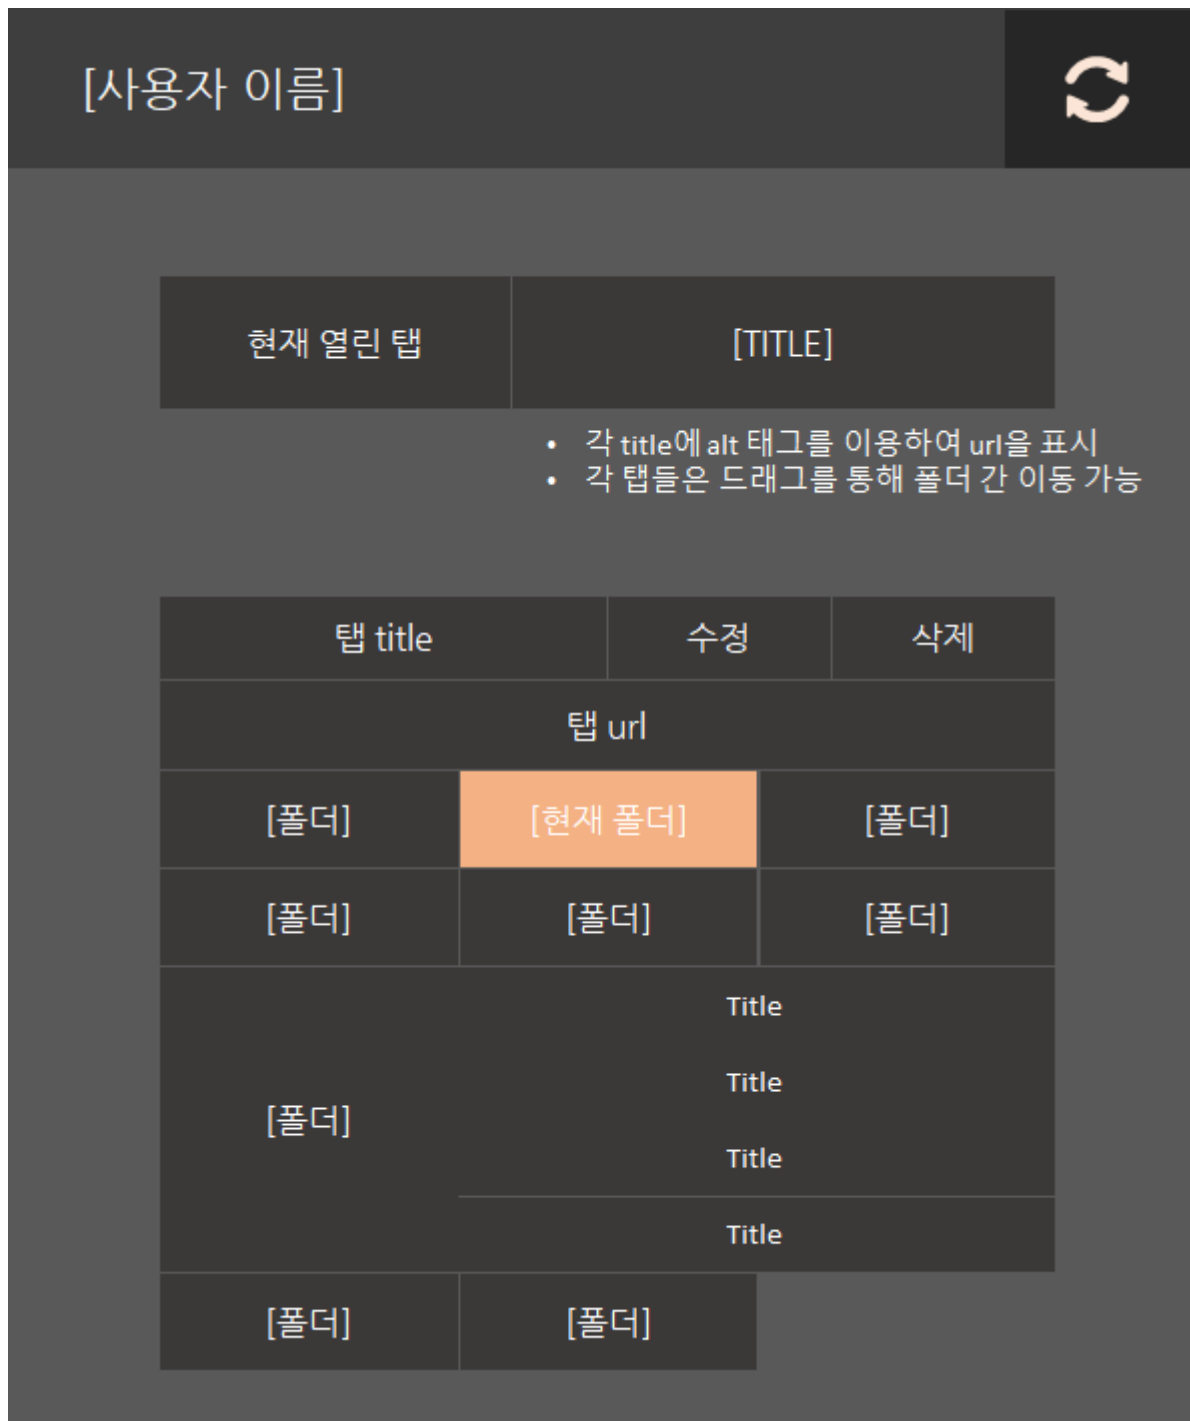 [사용자 이름]
현재 열린 탭
[TITLE]
• 각 title에 alt 태그를 이용하여 url을 표시
• 각 탭들은 드래그를 통해 폴더 간 이동 가능
탭 title
수정
삭제
탭 url
[폴더]
[현재 폴더]
[폴더]
[폴더]
[폴더]
[폴더]
[폴더]
Title
Title
Title
Title
[폴더]
[폴더]